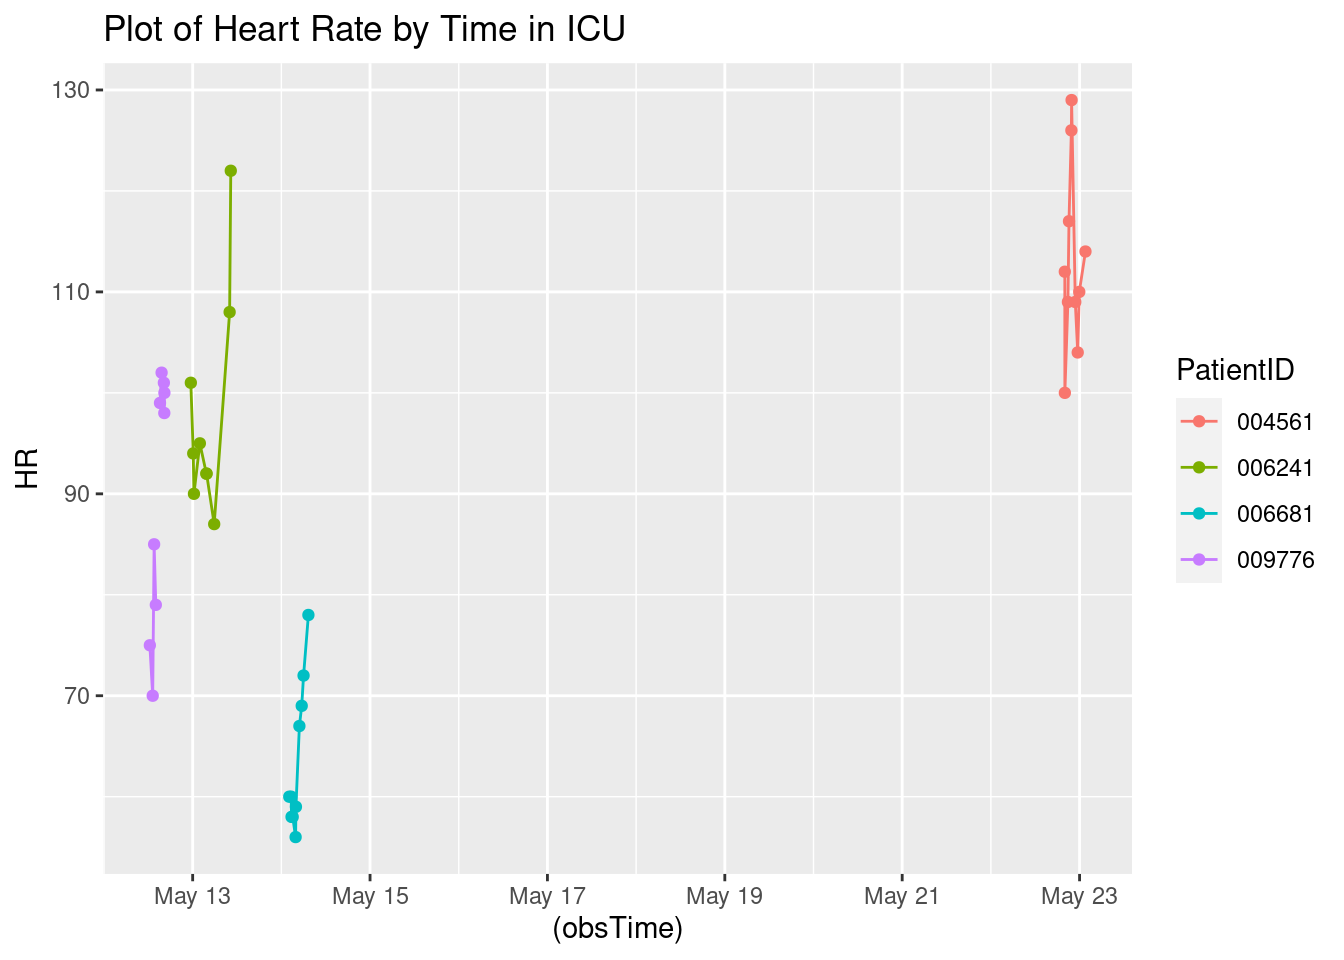 Plot of Heart Rate by Time in ICU
130
110
90
70
HR
May 13
May 15
May 17
May 19
May 21
May 23
(obsTime)
PatientID
004561
006241
006681
009776